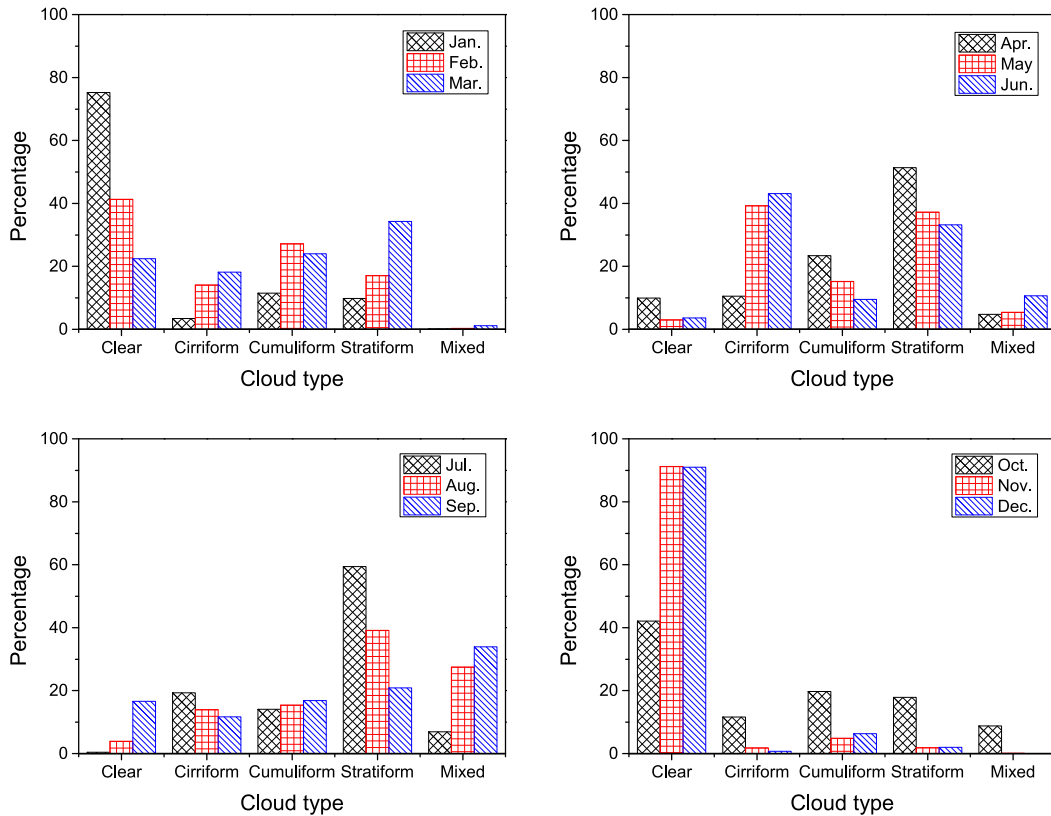 100
80
60
40
20
0
Percentage
Jan.
Feb.
Mar.
Clear Cirriform Cumuliform Stratiform Mixed
Cloud type
100
80
60
40
20
0
Percentage
Apr.
May
Jun.
Clear Cirriform Cumuliform Stratiform Mixed
Cloud type
100
80
60
40
20
0
Percentage
Jul.
Aug.
Sep.
Clear Cirriform Cumuliform Stratiform Mixed
Cloud type
100
80
60
40
20
0
Percentage
Oct.
Nov.
Dec.
Clear Cirriform Cumuliform Stratiform Mixed
Cloud type